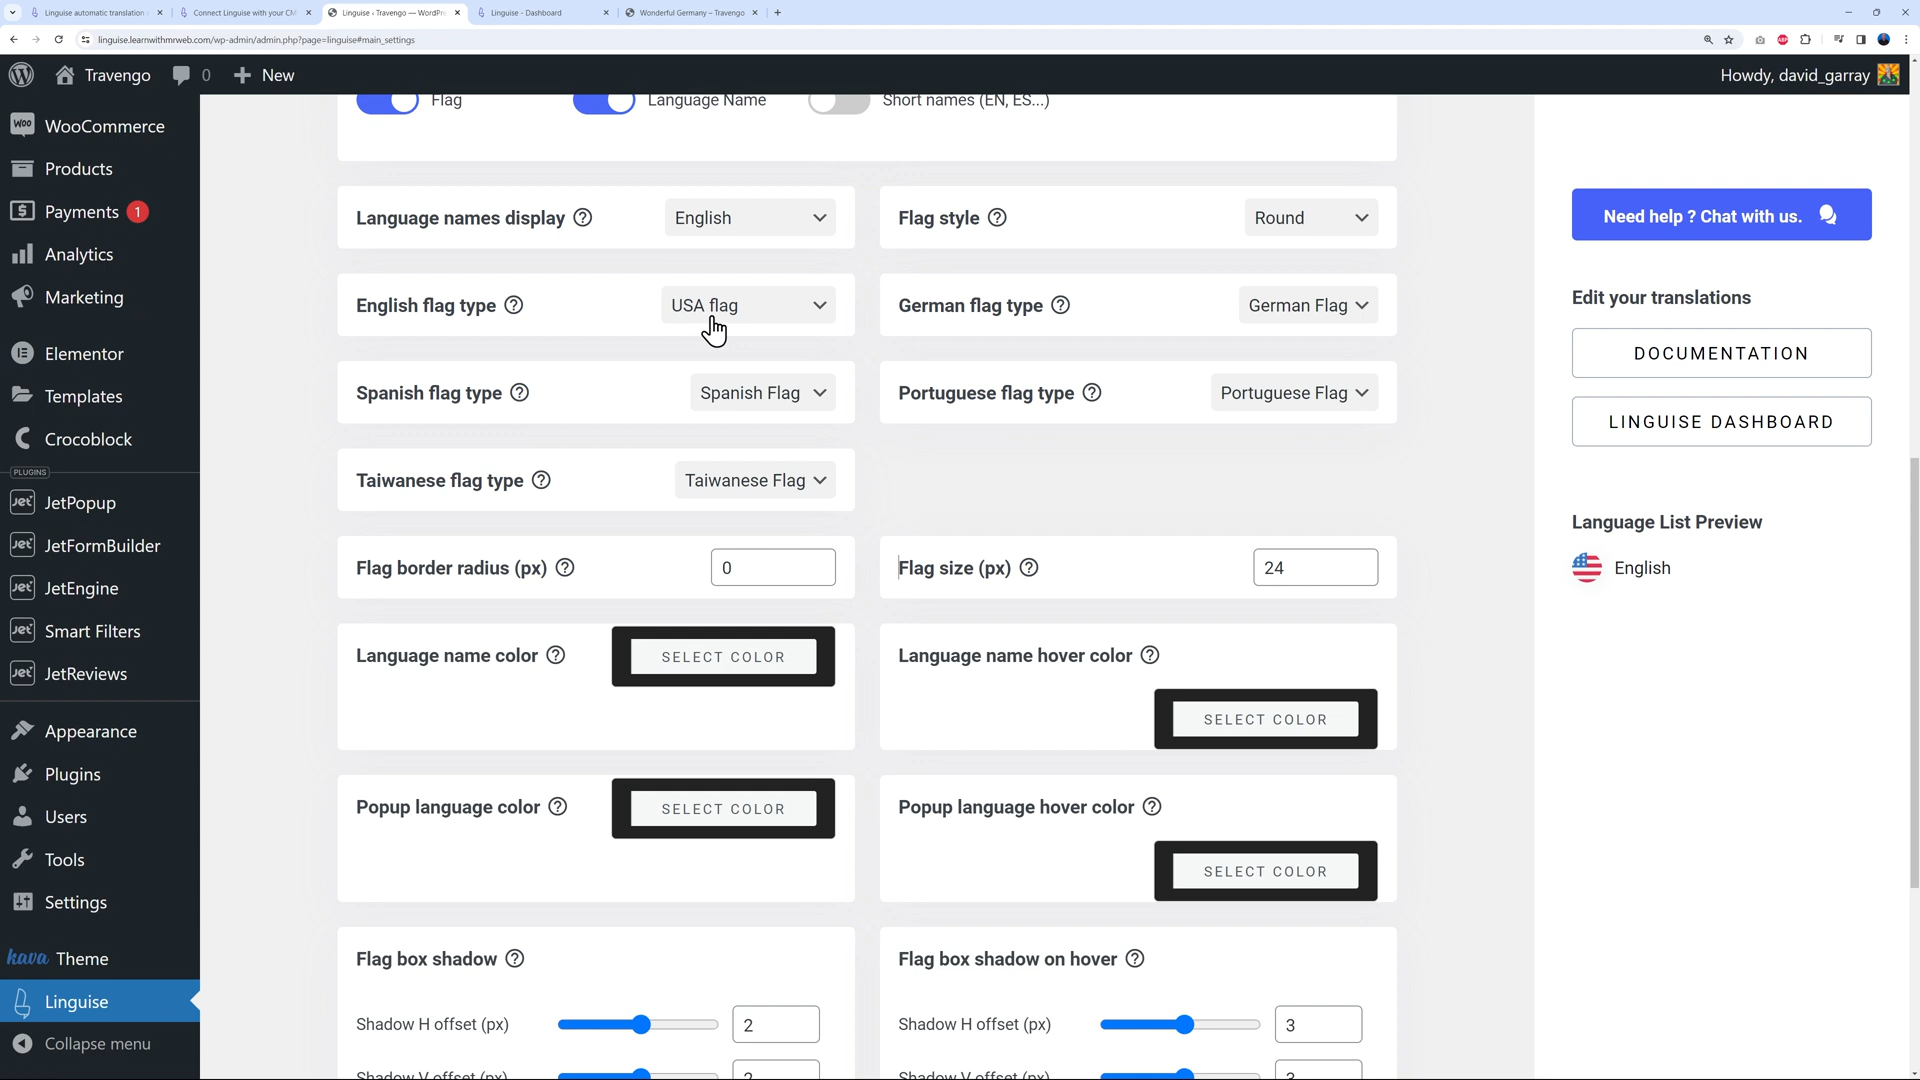 Linguise automatic translation
Connect Linguise with your CM
Linguise ‹ Travengo — WordPre
Linguise - Dashboard
Wonderful Germany – Travengo
linguise.learnwithmrweb.com/wp-admin/admin.php?page=linguise#main_settings
Travengo
0
New
Howdy, david_garray
WooCommerce
Products
Payments 1
Analytics
Marketing
Elementor
Templates
Crocoblock
PLUGINS
JetPopup
JetFormBuilder
JetEngine
Smart Filters
JetReviews
Appearance
Plugins
Users
Tools
Settings
kava Theme
Linguise
Collapse menu
Flag
Language Name
Short names (EN, ES...)
Language names display
English
Flag style
Round
English flag type
USA flag
German flag type
German Flag
Spanish flag type
Spanish Flag
Portuguese flag type
Portuguese Flag
Taiwanese flag type
Taiwanese Flag
Flag border radius (px)
0
Flag size (px)
24
Language name color
SELECT COLOR
Language name hover color
SELECT COLOR
Popup language color
SELECT COLOR
Popup language hover color
SELECT COLOR
Flag box shadow
Flag box shadow on hover
Shadow H offset (px)
2
Shadow H offset (px)
3
Shadow V offset (px)
2
Shadow V offset (px)
3
Need help ? Chat with us.
Edit your translations
DOCUMENTATION
LINGUISE DASHBOARD
Language List Preview
English